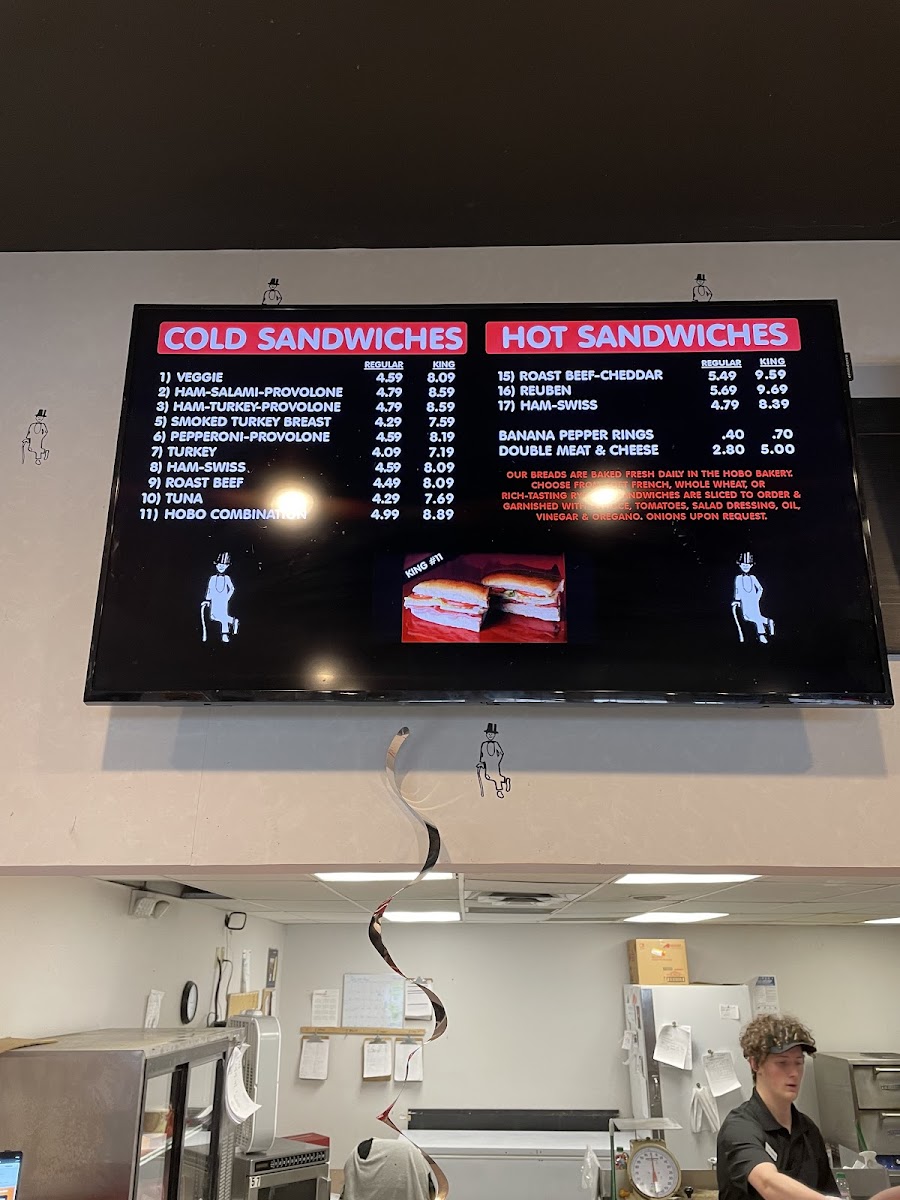 COLD SANDWICHES
REGULAR KING
1) VEGGIE 4.59 8.09
2) HAM-SALAMI-PROVOLONE 4.79 8.59
3) HAM-TURKEY-PROVOLONE 4.79 8.59
5) SMOKED TURKEY BREAST 4.29 7.59
6) PEPPERONI-PROVOLONE 4.59 8.19
7) TURKEY 4.09 7.19
8) HAM-SWISS 4.59 8.09
9) ROAST BEEF 4.49 8.09
10) TUNA 4.29 7.69
11) HOBO COMBINATION 4.99 8.89
HOT SANDWICHES
REGULAR KING
15) ROAST BEEF-CHEDDAR 5.49 9.59
16) REUBEN 5.69 9.69
17) HAM-SWISS 4.79 8.39
BANANA PEPPER RINGS .40 .70
DOUBLE MEAT & CHEESE 2.80 5.00
OUR BREADS ARE BAKED FRESH DAILY IN THE HOBO BAKERY.
CHOOSE FRENCH, WHOLE WHEAT, OR
RICH-TASTING SANDWICHES ARE SLICED TO ORDER &
GARNISHED TOMATOES, SALAD DRESSING, OIL,
VINEGAR & OREGANO. ONIONS UPON REQUEST.
KING #11